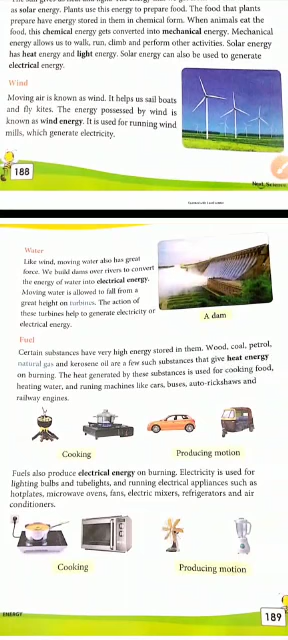 as solar energy. Plants use this energy to prepare food. The food that plants
prepare have energy stored in them in chemical form. When animals eat the
food, this chemical energy gets converted into mechanical energy. Mechanical
energy allows us to walk, run, climb and perform other activities. Solar energy
has heat energy and light energy. Solar energy can also be used to generate
electrical energy.
Wind
Moving air is known as wind. It helps us sail boats
and fly kites. The energy possessed by wind is
known as wind energy. It is used for running wind
mills, which generate electricity.
188
Next Science
Water
Like wind, moving water also has great
force. We build dams over rivers to convert
the energy of water into electrical energy.
Moving water is allowed to fall from a
great height on turbines. The action of
these turbines help to generate electricity or
electrical energy.
A dam
Fuel
Certain substances have very high energy stored in them. Wood, coal, petrol,
natural gas and kerosene oil are a few such substances that give heat energy
on burning. The heat generated by these substances is used for cooking food,
heating water, and runing machines like cars, buses, auto-rickshaws and
railway engines.
Cooking
Producing motion
Fuels also produce electrical energy on burning. Electricity is used for
lighting bulbs and tubelights, and running electrical appliances such as
hotplates, microwave ovens, fans, electric mixers, refrigerators and air
conditioners.
Cooking
Producing motion
ENERGY
189